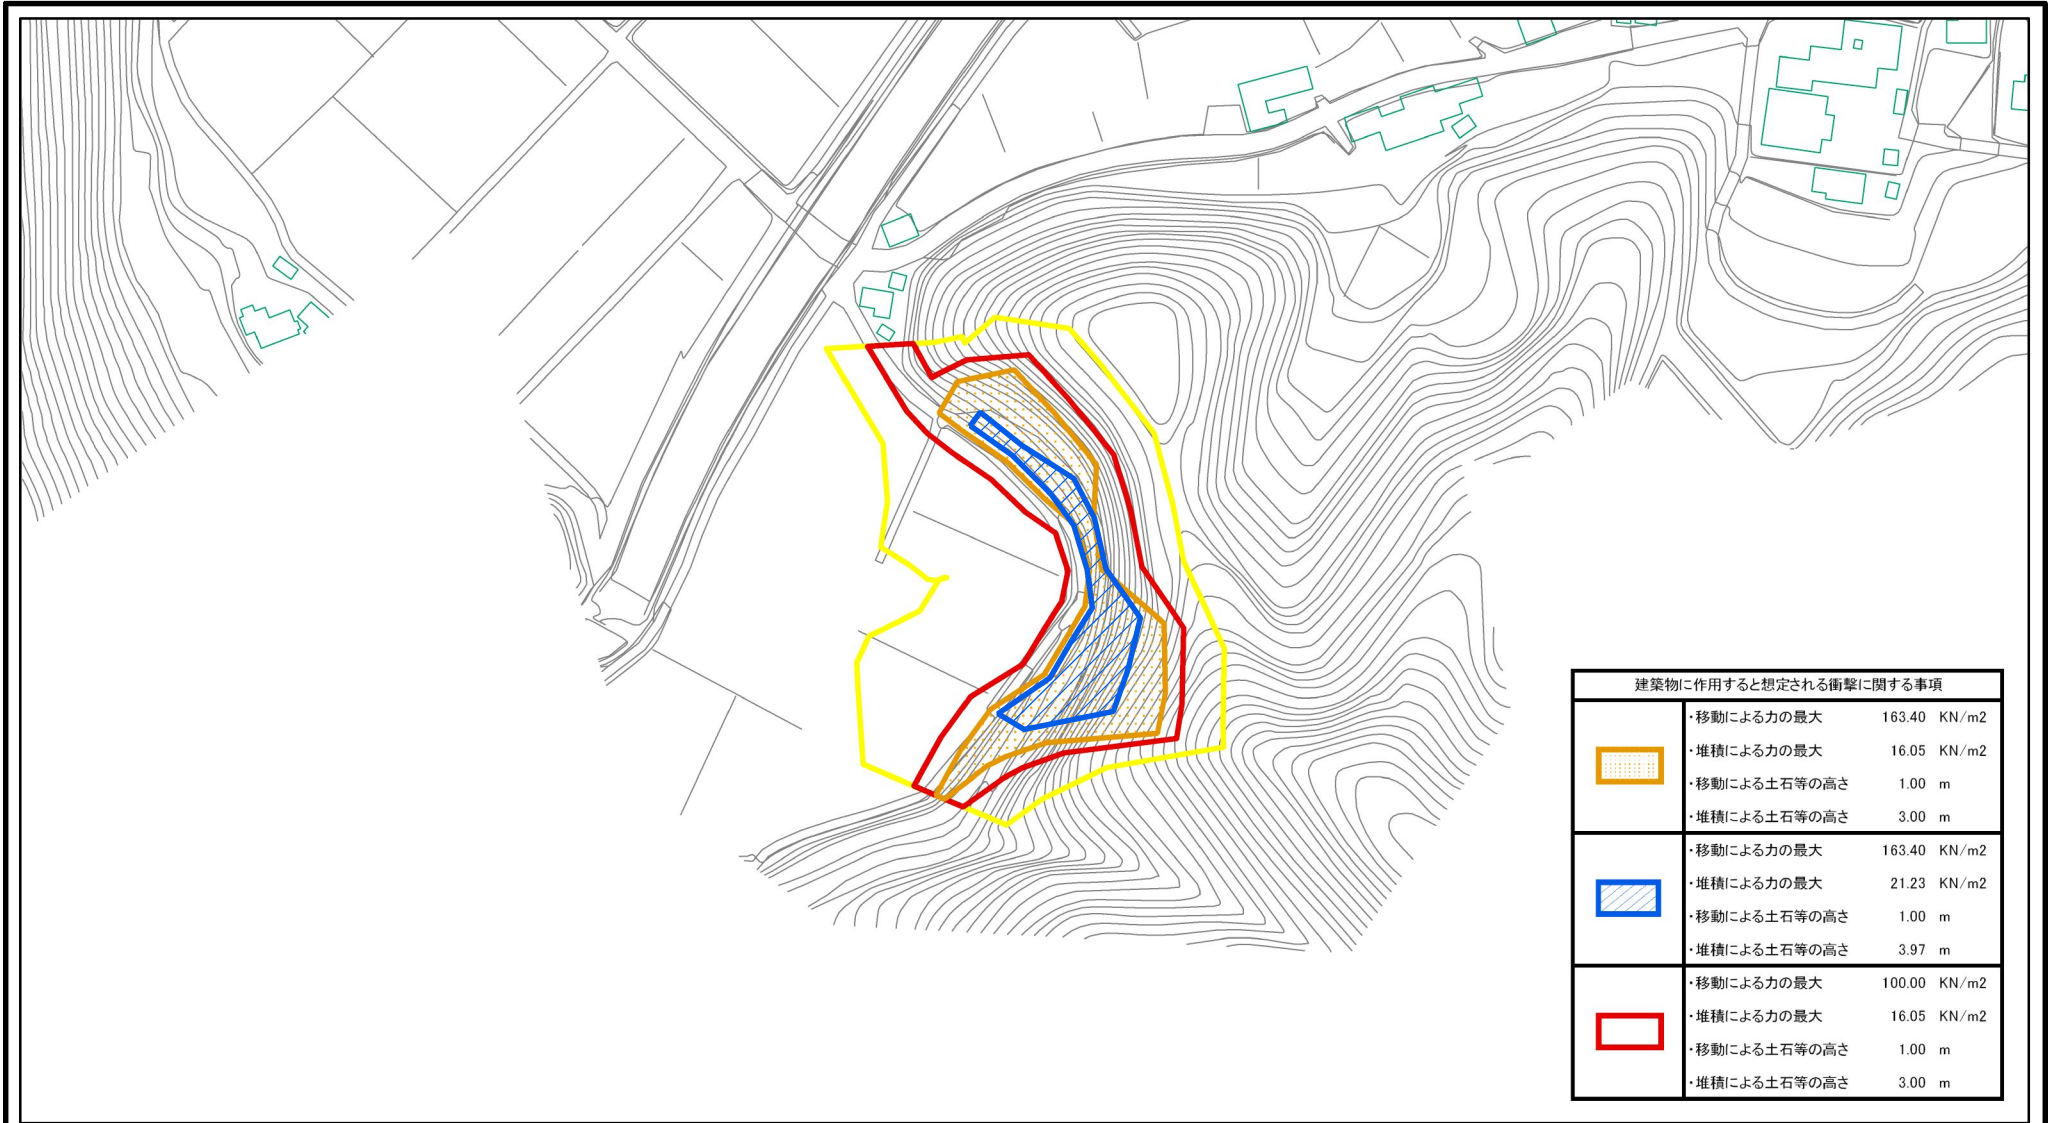 建築物に作用すると想定される衝撃に関する事項
・移動による力の最大 163.40 KN/m2
・堆積による力の最大 16.05 KN/m2
・移動による土石等の高さ 1.00 m
・堆積による土石等の高さ 3.00 m
・移動による力の最大 163.40 KN/m2
・堆積による力の最大 21.23 KN/m2
・移動による土石等の高さ 1.00 m
・堆積による土石等の高さ 3.97 m
・移動による力の最大 100.00 KN/m2
・堆積による力の最大 16.05 KN/m2
・移動による土石等の高さ 1.00 m
・堆積による土石等の高さ 3.00 m